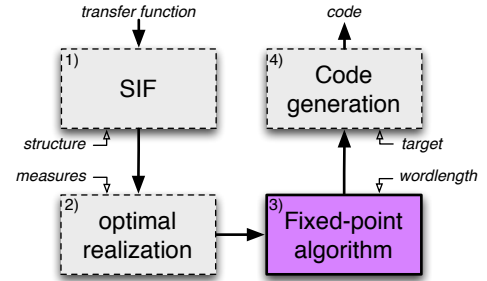 transfer function
1)
SIF
structure
measures
2)
optimal
realization
3)
Fixed-point
algorithm
wordlength
target
4)
Code
generation
code